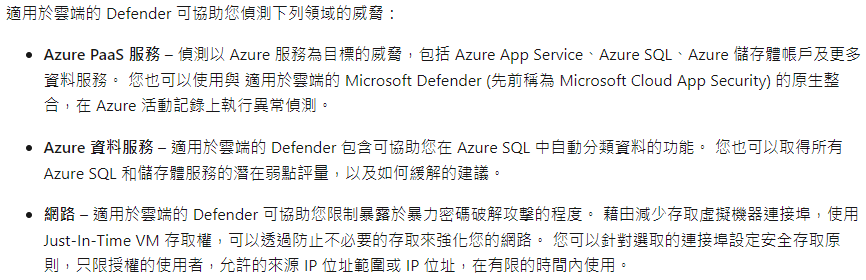 適用於雲端的 Defender 可協助您偵測下列領域的威脅：
• Azure PaaS 服務 – 偵測以 Azure 服務為目標的威脅，包括 Azure App Service、Azure SQL、Azure 儲存體帳戶及更多
資料服務。 您也可以使用與 適用於雲端的 Microsoft Defender (先前稱為 Microsoft Cloud App Security) 的原生整
合，在 Azure 活動記錄上執行異常偵測。
• Azure 資料服務 – 適用於雲端的 Defender 包含可協助您在 Azure SQL 中自動分類資料的功能。 您也可以取得所有
Azure SQL 和儲存體服務的潛在弱點評量，以及如何緩解的建議。
• 網路 – 適用於雲端的 Defender 可協助您限制暴露於暴力密碼破解攻擊的程度。 藉由減少存取虛擬機器連接埠，使用
Just-In-Time VM 存取權，可以透過防止不必要的存取來強化您的網路。 您可以針對選取的連接埠設定安全存取原
則，只限授權的使用者，允許的來源 IP 位址範圍或 IP 位址，在有限的時間內使用。